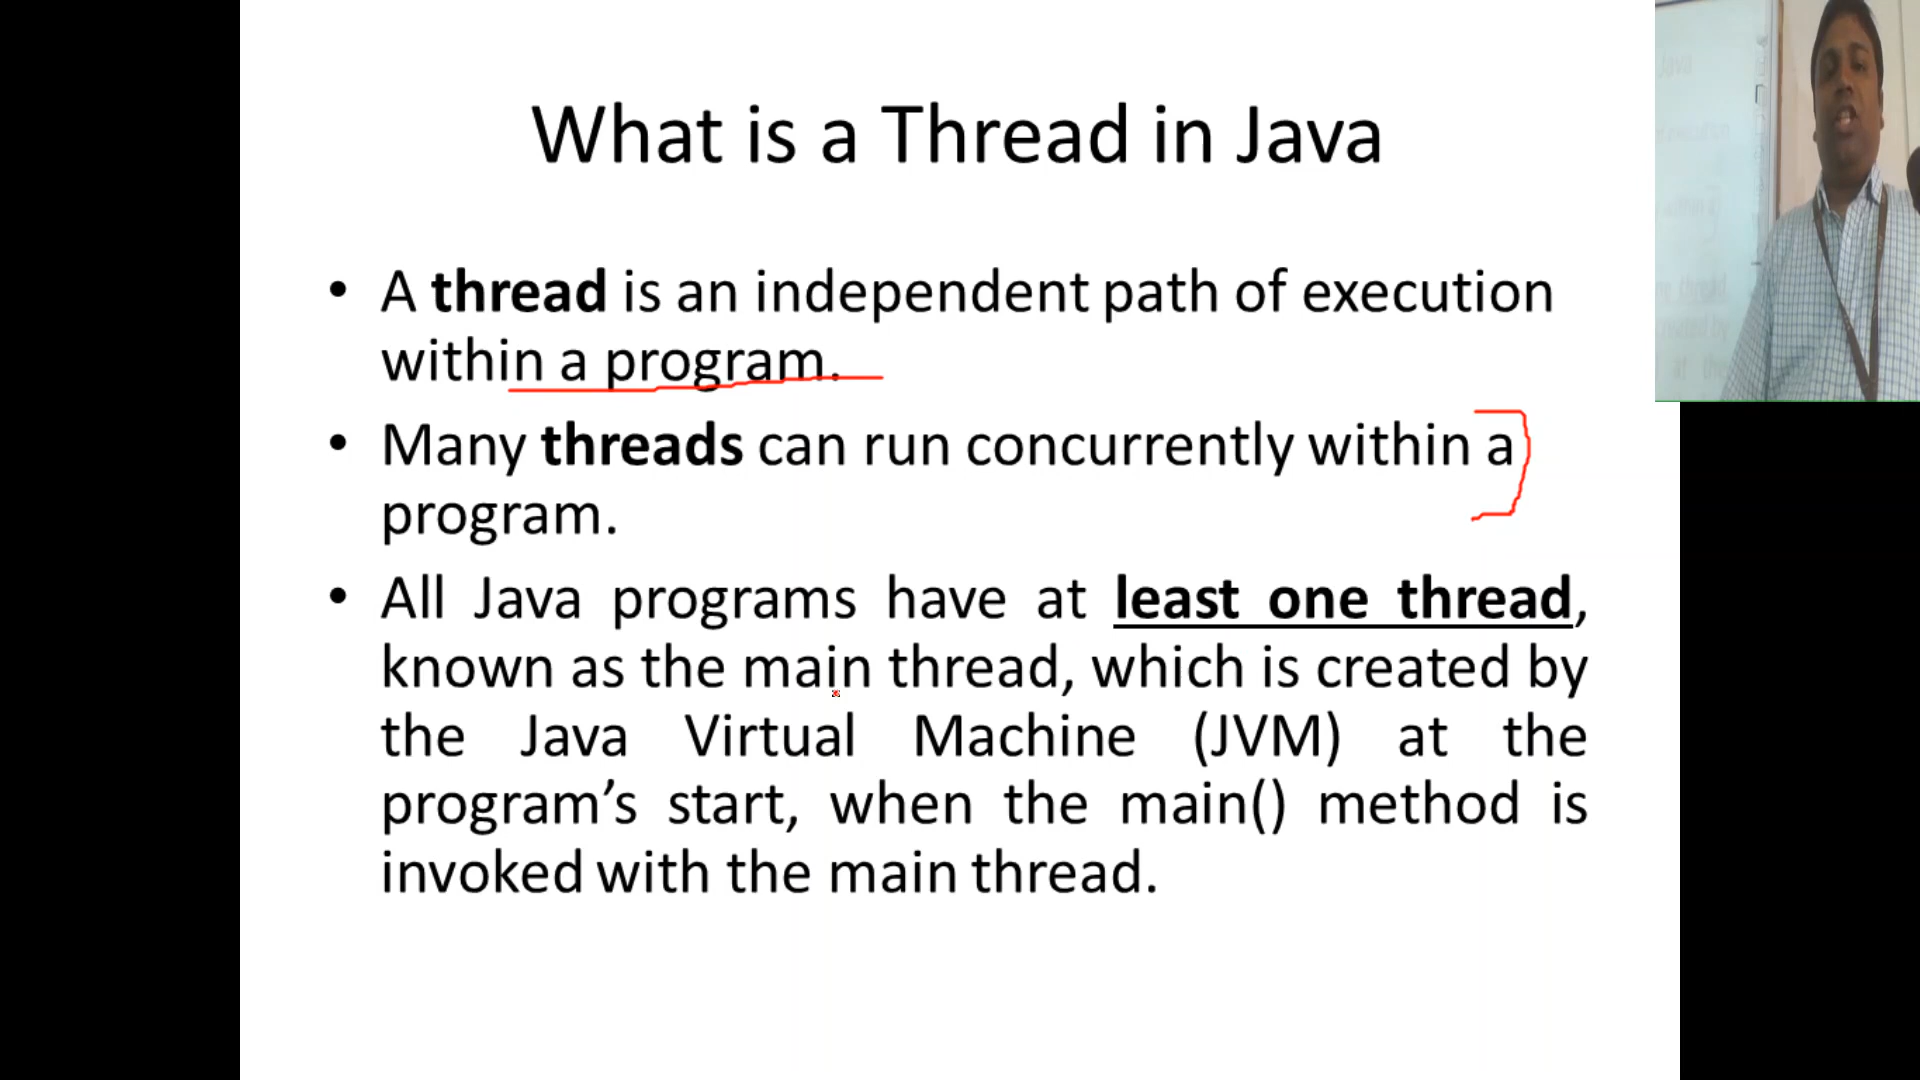 What is a Thread in Java
• A thread is an independent path of execution
within a program.
• Many threads can run concurrently within a
program.
• All Java programs have at least one thread,
known as the main thread, which is created by
the Java Virtual Machine (JVM) at the
program’s start, when the main() method is
invoked with the main thread.